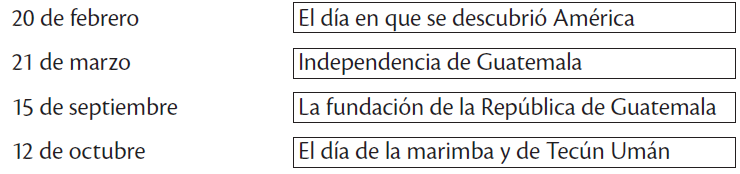 20 de febrero El día en que se descubrió América
21 de marzo Independencia de Guatemala
15 de septiembre La fundación de la República de Guatemala
12 de octubre El día de la marimba y de Tecún Umán